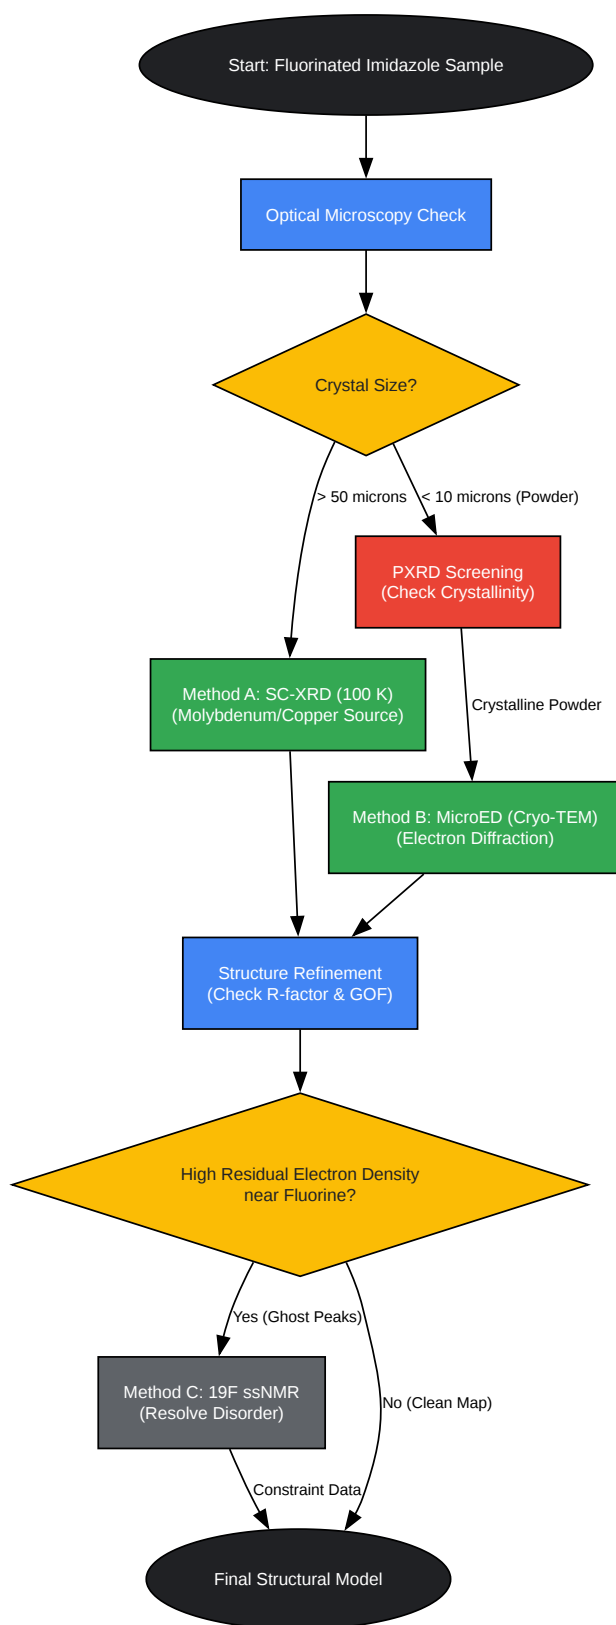 Start: Fluorinated Imidazole Sample
Optical Microscopy Check
Crystal Size?
> 50 microns
< 10 microns (Powder)
PXRD Screening
(Check Crystallinity)
Method A: SC-XRD (100 K)
(Molybdenum/Copper Source)
Crystalline Powder
Method B: MicroED (Cryo-TEM)
(Electron Diffraction)
Structure Refinement
(Check R-factor & GOF)
High Residual Electron Density
near Fluorine?
Yes (Ghost Peaks)
Method C: 19F ssNMR
(Resolve Disorder)
No (Clean Map)
Constraint Data
Final Structural Model